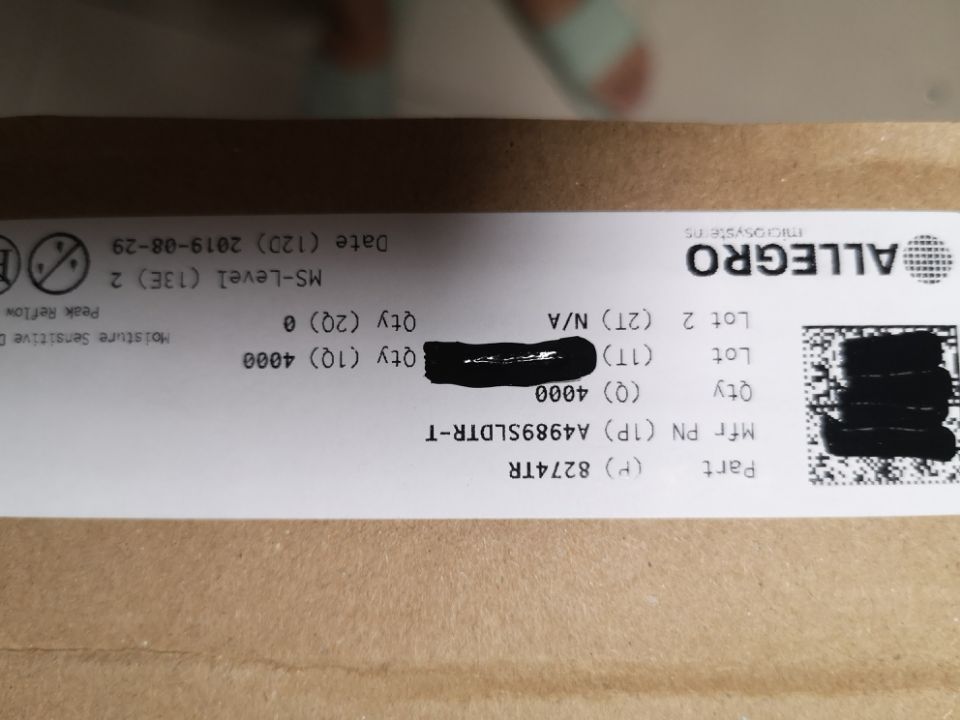 Part (P) 8274TR
Mfr PN (1P) A4989SLDTR-T
Qty (Q) 4000
Lot (1T) Qty (1Q) 4000
Lot 2 (2T) N/A Qty (2Q) 0
Moisture Sensitive
Peak Reflow
ALLEGRO
microsystems
MS-Level (13E) 2
Date (12D) 2019-08-29